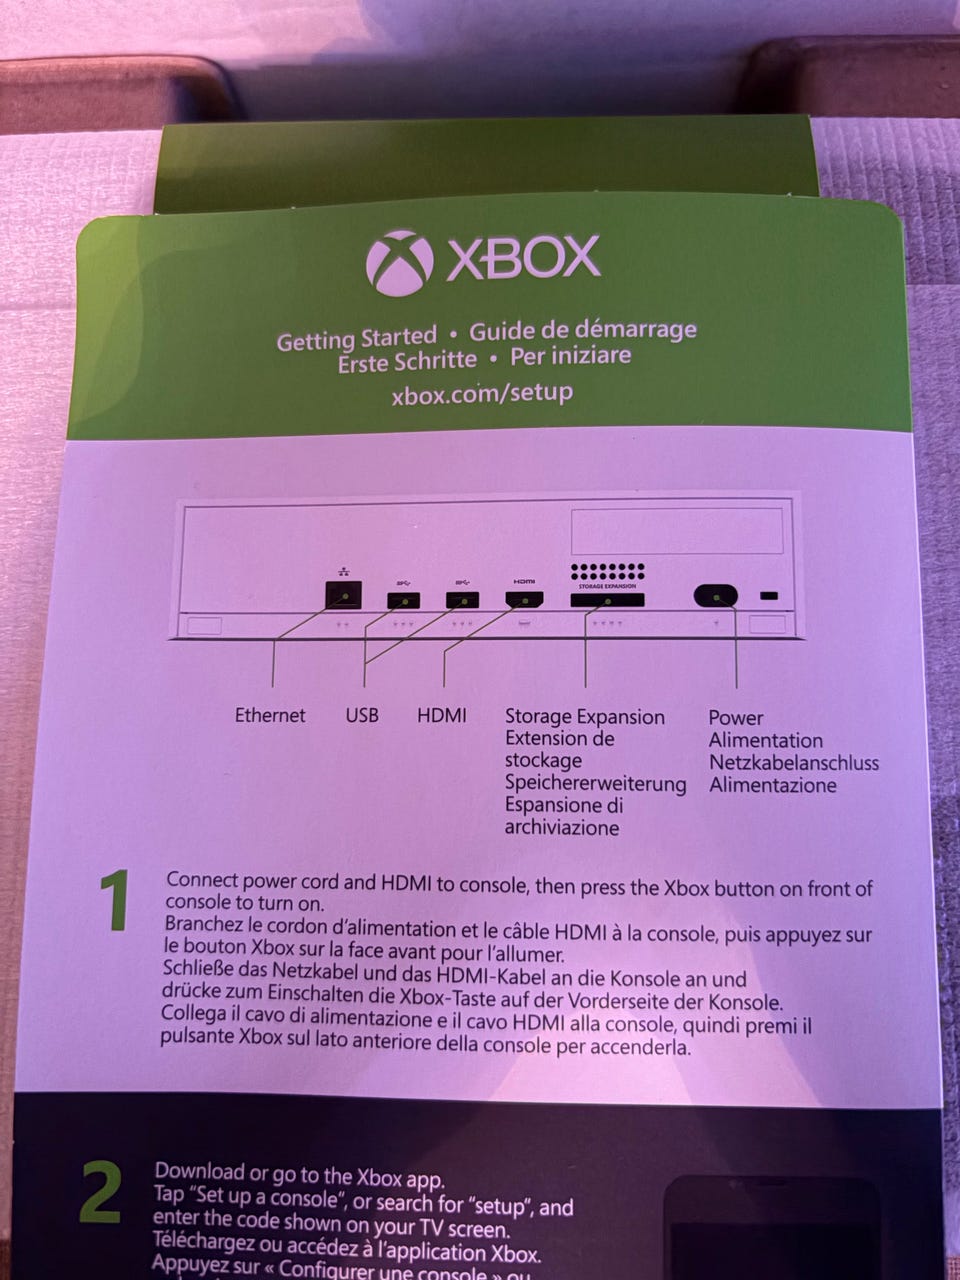 XBOX
Getting Started • Guide de démarrage
Erste Schritte • Per iniziare
xbox.com/setup
HDMI
STORAGE EXPANSION
Ethernet
USB
HDMI
Storage Expansion
Extension de
stockage
Speichererweiterung
Espansione di
archiviazione
Power
Alimentation
Netzkabelanschluss
Alimentazione
1
Connect power cord and HDMI to console, then press the Xbox button on front of
console to turn on.
Branchez le cordon d’alimentation et le câble HDMI à la console, puis appuyez sur
le bouton Xbox sur la face avant pour l’allumer.
Schließe das Netzkabel und das HDMI-Kabel an die Konsole an und
drücke zum Einschalten die Xbox-Taste auf der Vorderseite der Konsole.
Collega il cavo di alimentazione e il cavo HDMI alla console, quindi premi il
pulsante Xbox sul lato anteriore della console per accenderla.
2
Download or go to the Xbox app.
Tap “Set up a console”, or search for “setup”, and
enter the code shown on your TV screen.
Téléchargez ou accédez à l’application Xbox.
Appuyez sur « Configurer une console » ou